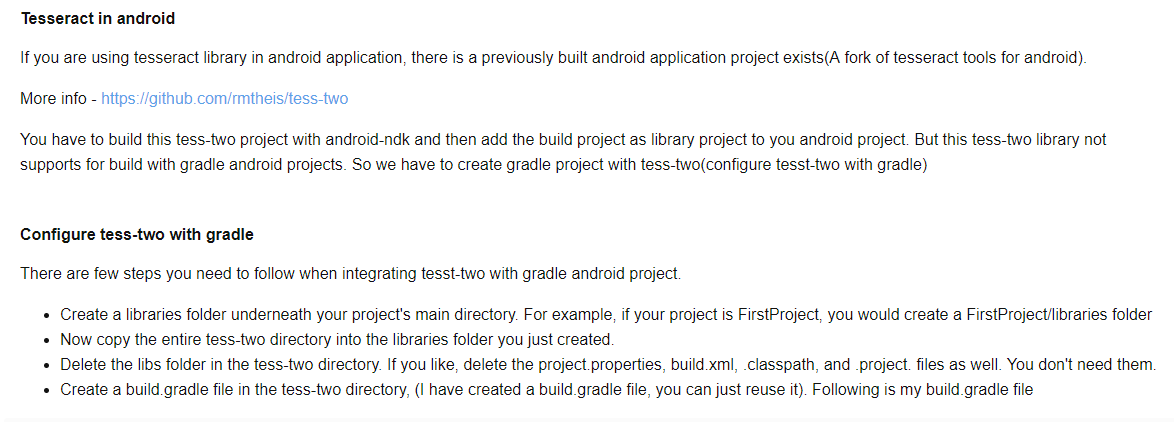 Tesseract in android
If you are using tesseract library in android application, there is a previously built android application project exists(A fork of tesseract tools for android).
More info - https://github.com/rmtheis/tess-two
You have to build this tess-two project with android-ndk and then add the build project as library project to you android project. But this tess-two library not
supports for build with gradle android projects. So we have to create gradle project with tess-two(configure tesst-two with gradle)
Configure tess-two with gradle
There are few steps you need to follow when integrating tesst-two with gradle android project.
• Create a libraries folder underneath your project's main directory. For example, if your project is FirstProject, you would create a FirstProject/libraries folder
• Now copy the entire tess-two directory into the libraries folder you just created.
• Delete the libs folder in the tess-two directory. If you like, delete the project.properties, build.xml, .classpath, and .project. files as well. You don't need them.
• Create a build.gradle file in the tess-two directory, (I have created a build.gradle file, you can just reuse it). Following is my build.gradle file